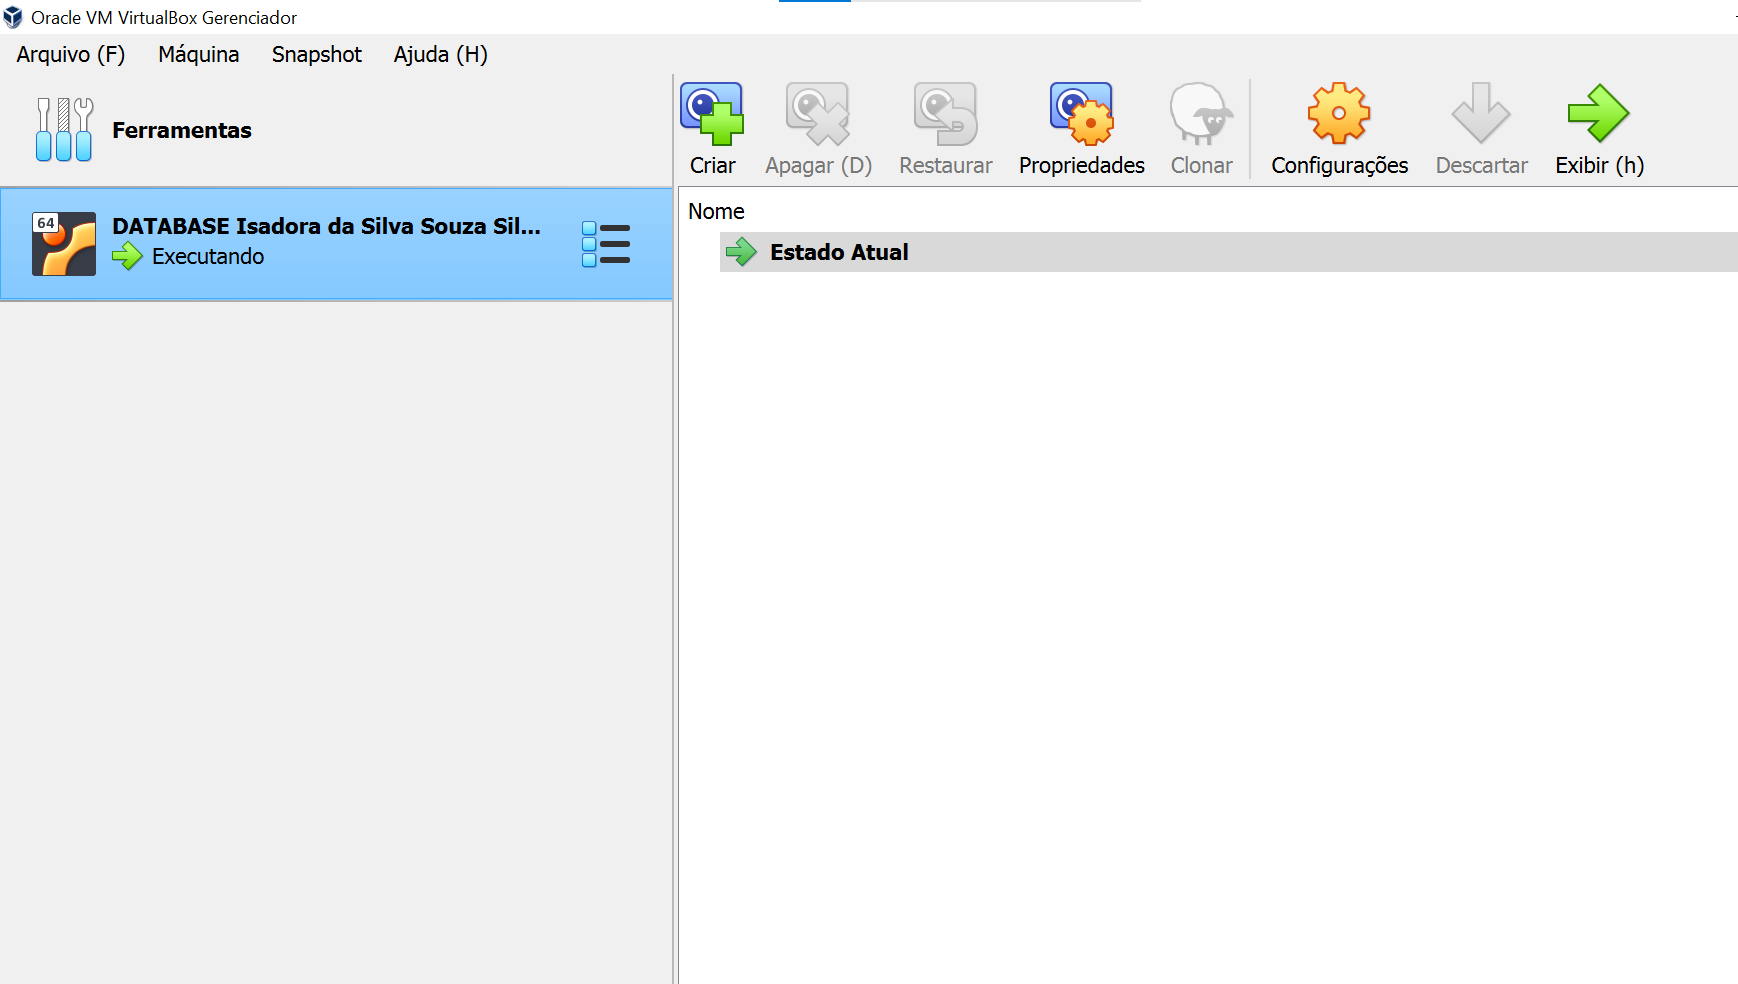 Oracle VM VirtualBox Gerenciador
Arquivo (F) Máquina Snapshot Ajuda (H)
Ferramentas
Criar Apagar (D) Restaurar Propriedades Clonar Configurações Descartar Exibir (h)
64
DATABASE Isadora da Silva Souza Sil...
Executando
Nome
Estado Atual